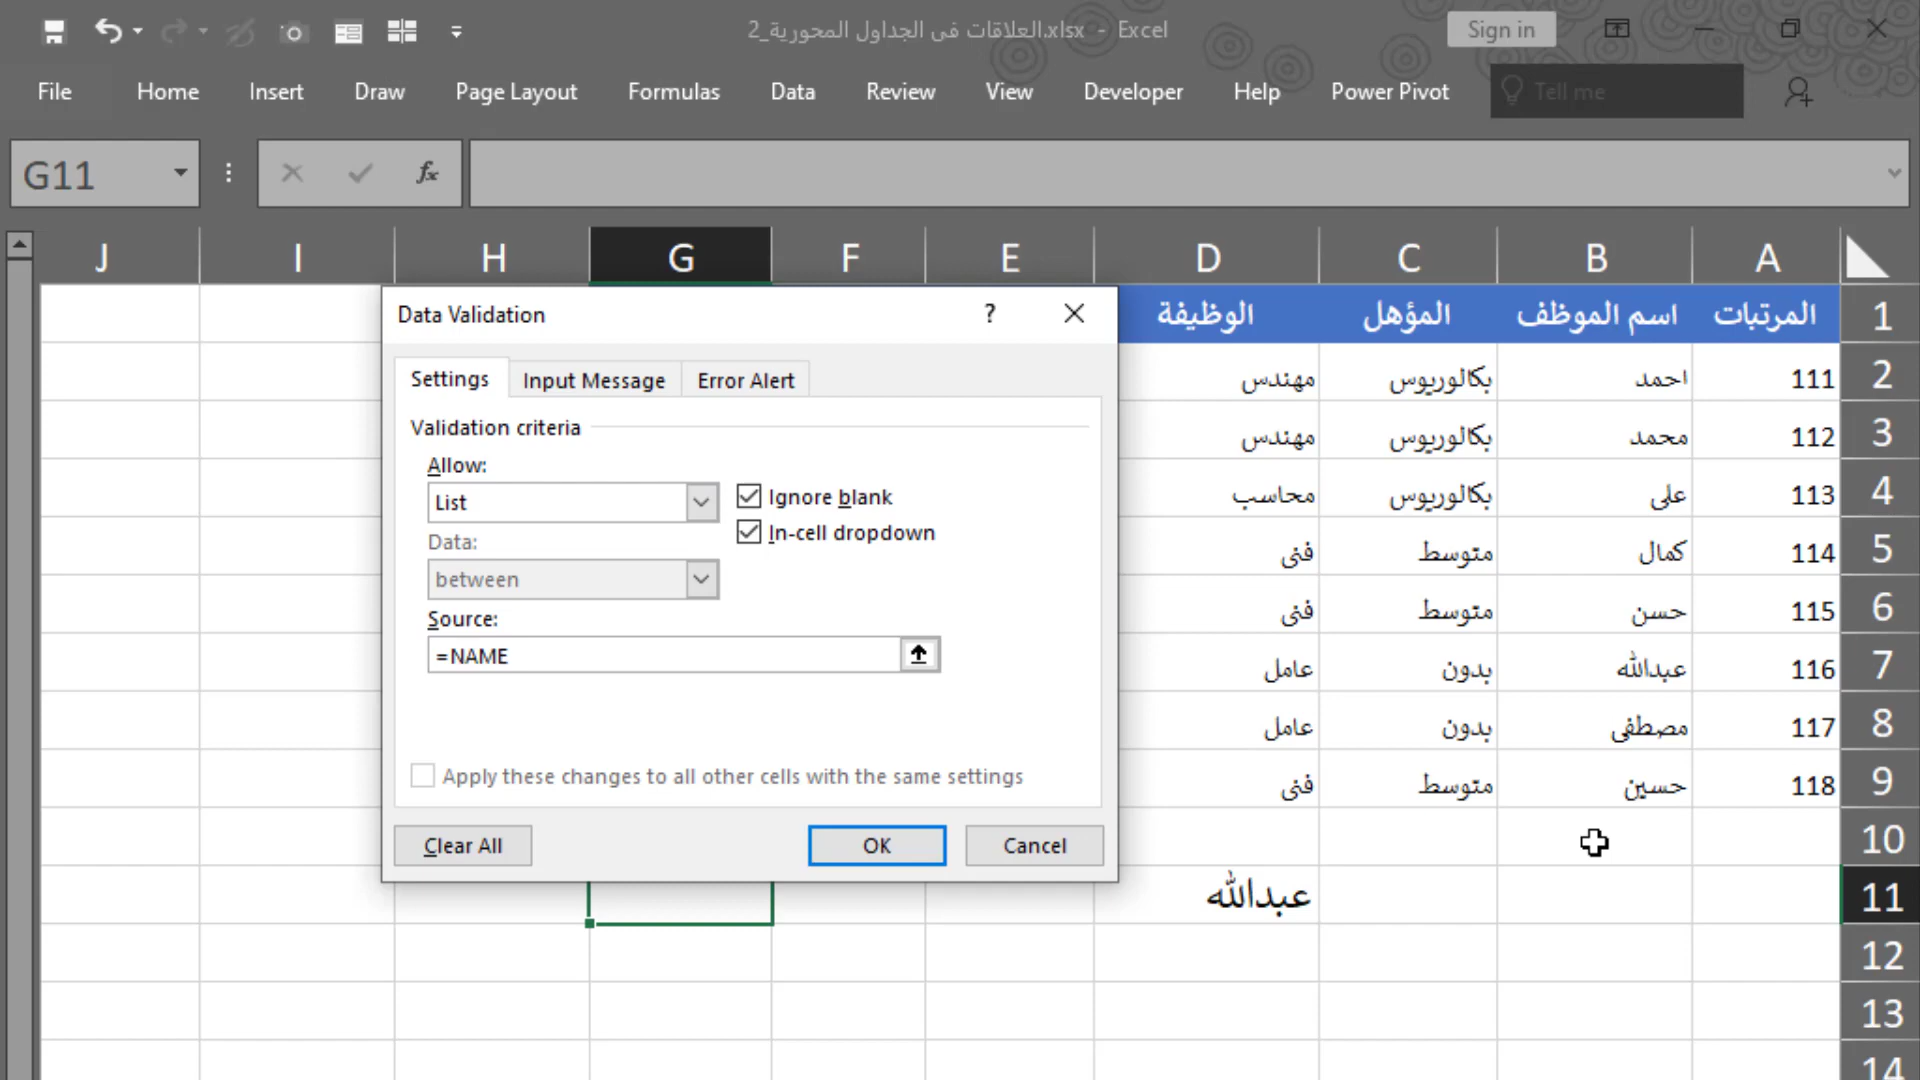 العلاقات فى الجداول المحورية_2.xlsx - Excel
Sign in
File Home Insert Draw Page Layout Formulas Data Review View Developer Help Power Pivot Tell me
G11 fx
J I H G F E D C B A
المرتبات اسم الموظف المؤهل الوظيفة 1
111 احمد بكالوريوس مهندس 2
112 محمد بكالوريوس مهندس 3
113 على بكالوريوس محاسب 4
114 كمال متوسط فنى 5
115 حسن متوسط فنى 6
116 عبدالله بدون عامل 7
117 مصطفى بدون عامل 8
118 حسين متوسط فنى 9
10
عبدالله 11
12
13
14
Data Validation ?
Settings Input Message Error Alert
Validation criteria
Allow:
List
Ignore blank
In-cell dropdown
Data:
between
Source:
=NAME
Apply these changes to all other cells with the same settings
Clear All OK Cancel